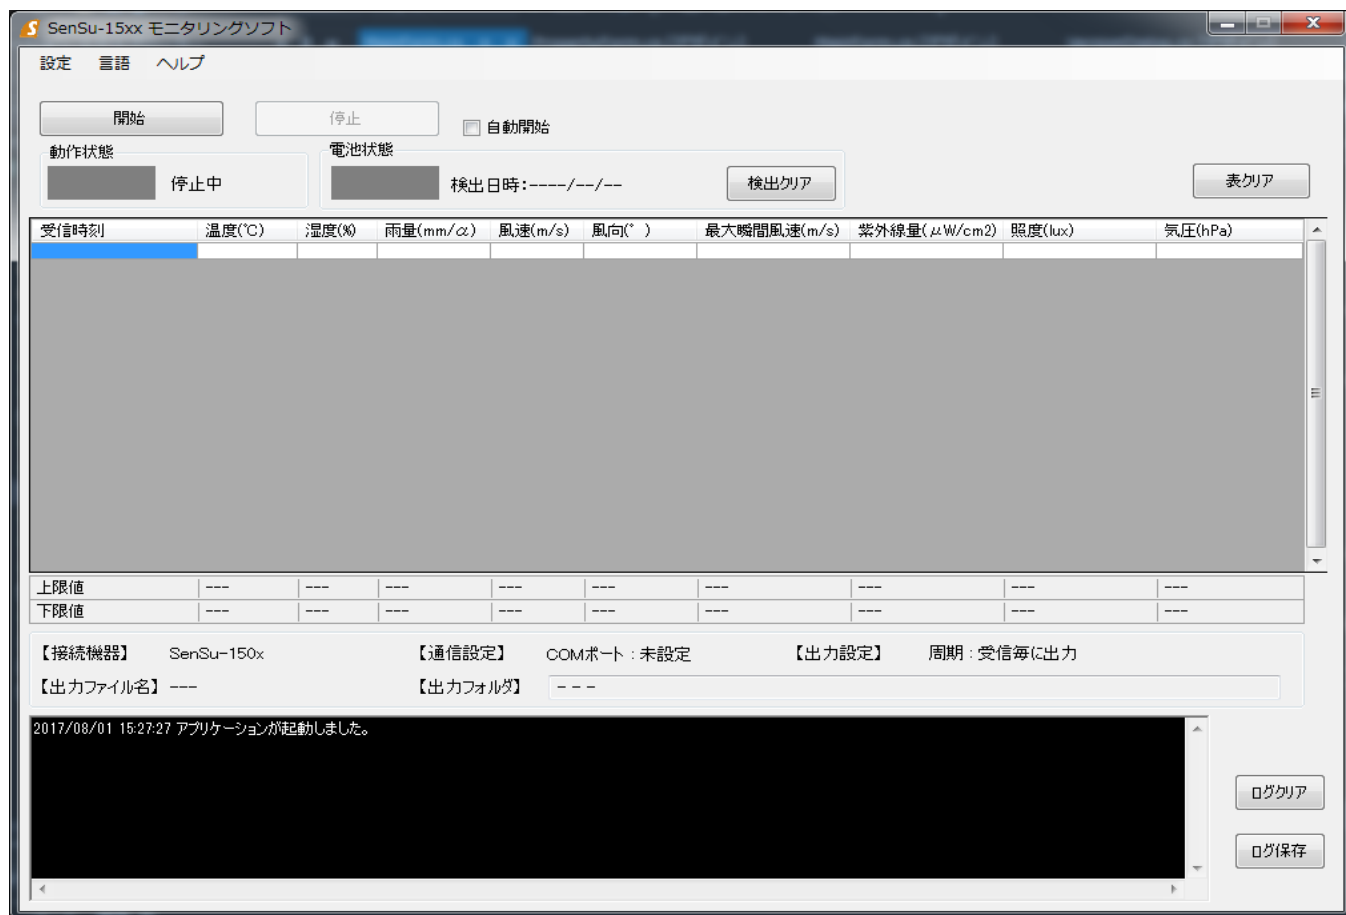 SenSu-15xx モニタリングソフト
設定 言語 ヘルプ
開始 停止 自動開始
動作状態 電池状態
停止中 検出日時:----/--/-- 検出クリア 表クリア
受信時刻 温度(℃) 湿度(%) 雨量(mm/α) 風速(m/s) 風向(ﾟ) 最大瞬間風速(m/s) 紫外線量(μW/cm2) 照度(lux) 気圧(hPa)
上限値 --- --- --- --- --- --- --- --- ---
下限値 --- --- --- --- --- --- --- --- ---
【接続機器】 SenSu-150x 【通信設定】 COMポート : 未設定 【出力設定】 周期 : 受信毎に出力
【出力ファイル名】 --- 【出力フォルダ】 - - -
2017/08/01 15:27:27 アプリケーションが起動しました。
ログクリア
ログ保存